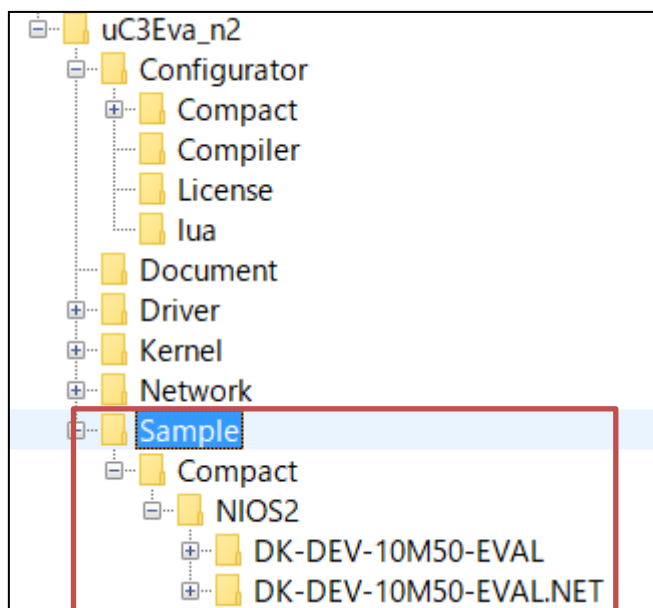 uC3Eva_n2
Configurator
Compact
Compiler
License
lua
Document
Driver
Kernel
Network
Sample
Compact
NIOS2
DK-DEV-10M50-EVAL
DK-DEV-10M50-EVAL.NET